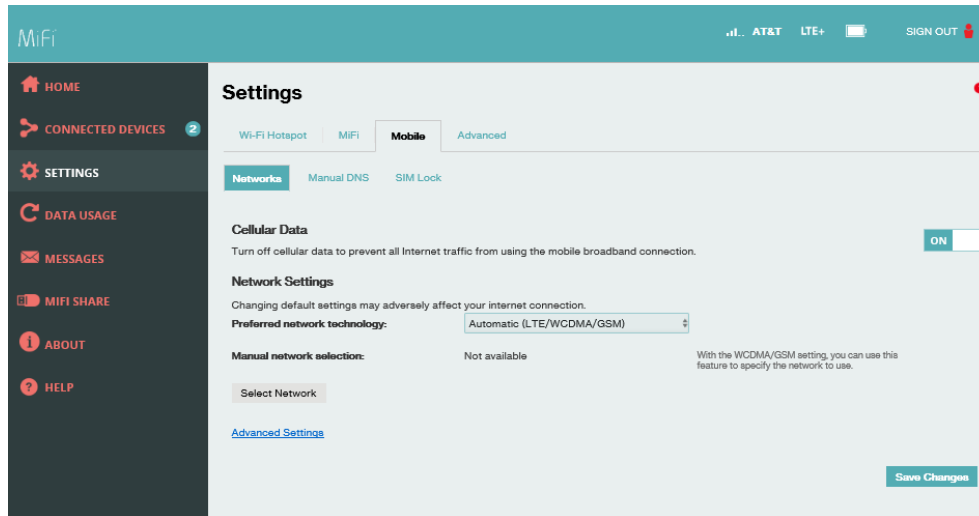 MiFi
AT&T LTE+ SIGN OUT
HOME
CONNECTED DEVICES 2
SETTINGS
DATA USAGE
MESSAGES
MIFI SHARE
ABOUT
HELP
Settings
Wi-Fi Hotspot MiFi Mobile Advanced
Networks Manual DNS SIM Lock
Cellular Data
Turn off cellular data to prevent all Internet traffic from using the mobile broadband connection.
ON
Network Settings
Changing default settings may adversely affect your internet connection.
Preferred network technology: Automatic (LTE/WCDMA/GSM)
Manual network selection: Not available
With the WCDMA/GSM setting, you can use this
feature to specify the network to use.
Select Network
Advanced Settings
Save Changes